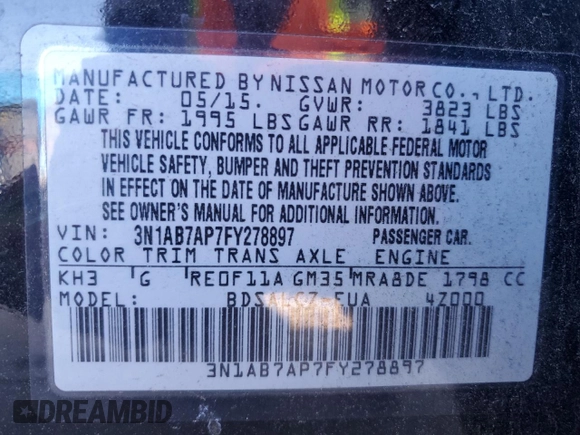 MANUFACTURED BY NISSAN MOTOR CO., LTD.
DATE: 05/15. GVWR: 3823 LBS
GAWR FR: 1995 LBS GAWR RR: 1841 LBS
THIS VEHICLE CONFORMS TO ALL APPLICABLE FEDERAL MOTOR
VEHICLE SAFETY, BUMPER AND THEFT PREVENTION STANDARDS
IN EFFECT ON THE DATE OF MANUFACTURE SHOWN ABOVE.
SEE OWNER'S MANUAL FOR ADDITIONAL INFORMATION.
VIN: 3N1AB7AP7FY278897 PASSENGER CAR.
COLOR TRIM TRANS AXLE ENGINE
KH3 G RE0F11A GM35 MRA8DE 1798 CC
MODEL: EUA 4Z000
3N1AB7AP7FY278897
DREAMBID